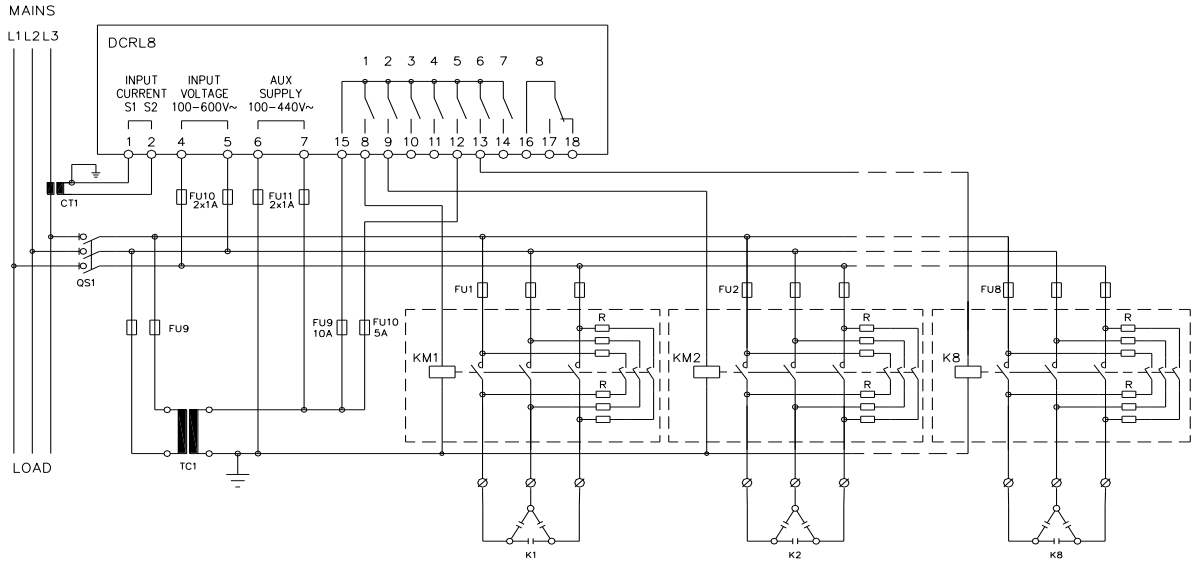 MAINS
L1 L2 L3
DCRL8
INPUT CURRENT
S1 S2
INPUT VOLTAGE
100-600V~
AUX SUPPLY
100-440V~
1 2 3 4 5 6 7 8
1 2 4 5 6 7 15 8 9 10 11 12 13 14 16 17 18
CT1
FU10
2x1A
FU11
2x1A
QS1
FU1
FU2
FU8
FU9
FU9
10A
FU10
5A
R
R
R
KM1
KM2
K8
R
R
R
LOAD
TC1
K1
K2
K8